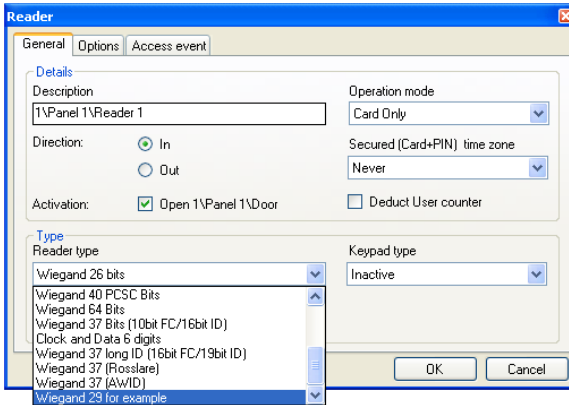 Reader
General Options Access event
Details
Description
1\Panel 1\Reader 1
Operation mode
Card Only
Direction:
In
Out
Secured (Card+PIN) time zone
Never
Activation:
Open 1\Panel 1\Door
Deduct User counter
Type
Reader type
Wiegand 26 bits
Keypad type
Inactive
Wiegand 40 PCSC Bits
Wiegand 64 Bits
Wiegand 37 Bits (10bit FC/16bit ID)
Clock and Data 6 digits
Wiegand 37 long ID (16bit FC/19bit ID)
Wiegand 37 (Rosslare)
Wiegand 37 (AWID)
Wiegand 29 for example
OK Cancel